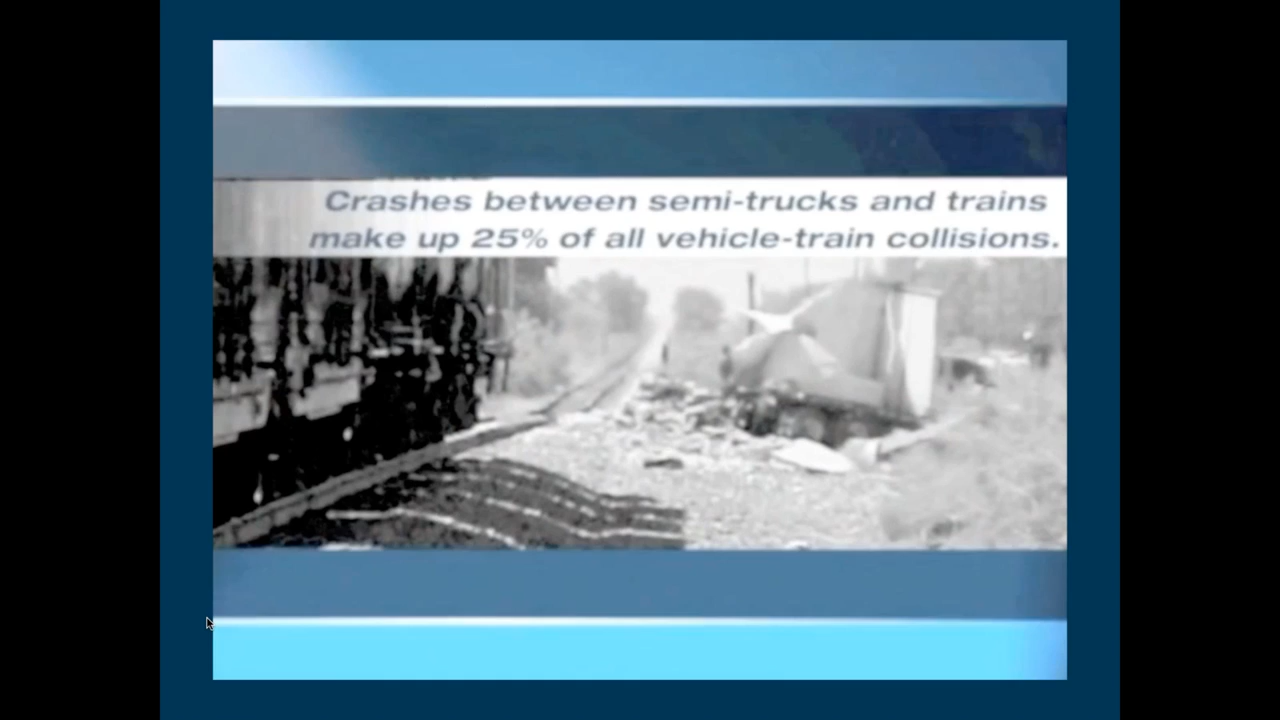 Crashes between semi-trucks and trains
make up 25% of all vehicle-train collisions.